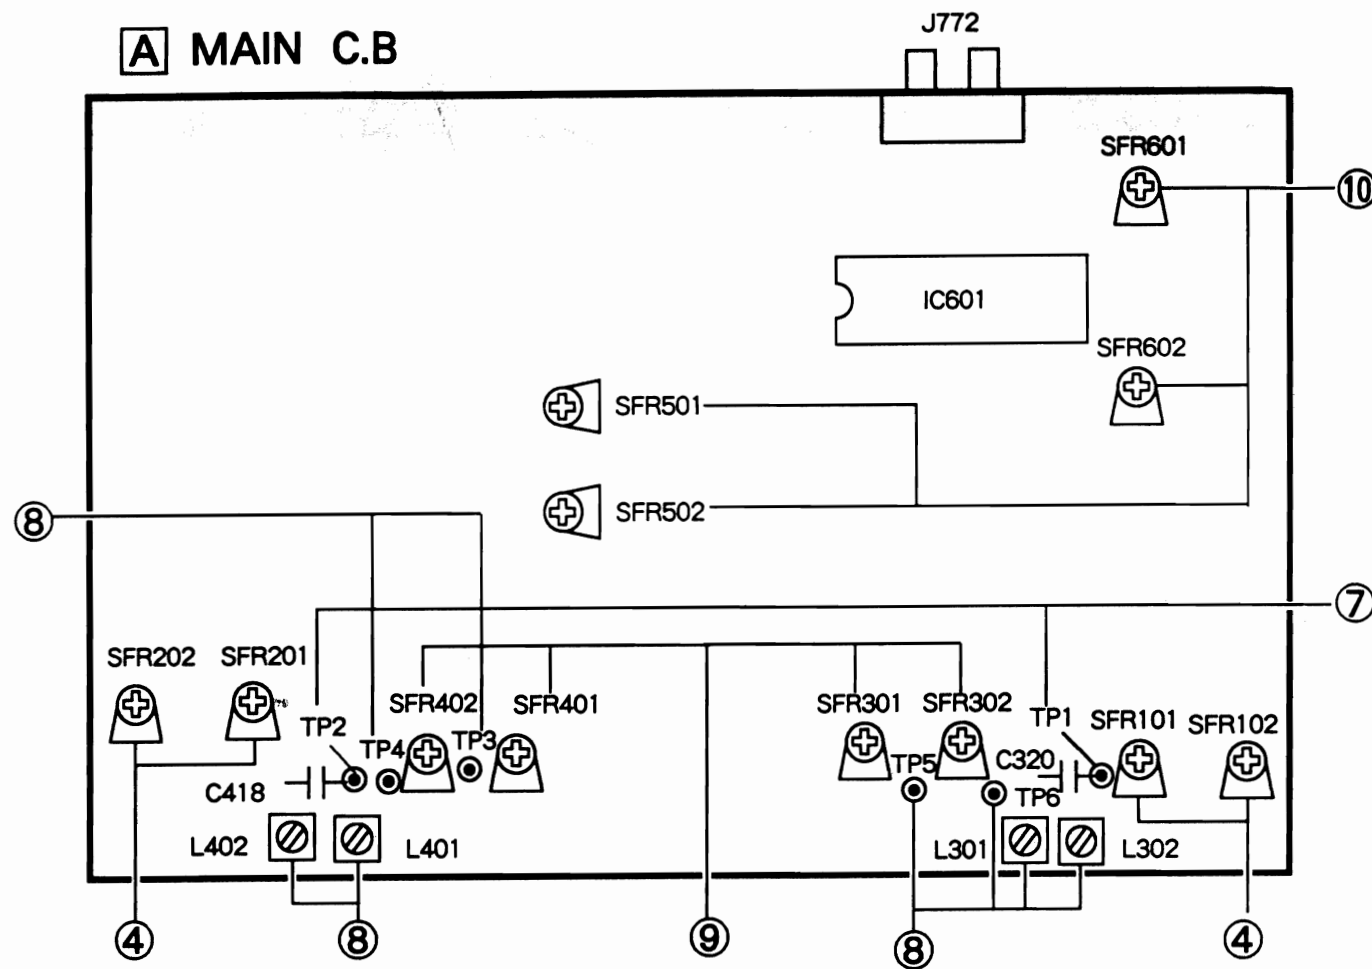 J772
A MAIN C.B
SFR601
⑩
IC601
SFR602
SFR501
SFR502
⑧
⑦
SFR202 SFR201
SFR402 SFR401 SFR301 SFR302 TP1 SFR101 SFR102
TP2 TP4 TP3
C418 TP5 C320 TP6
L402 L401 L301 L302
④ ⑧ ⑨ ⑧ ④